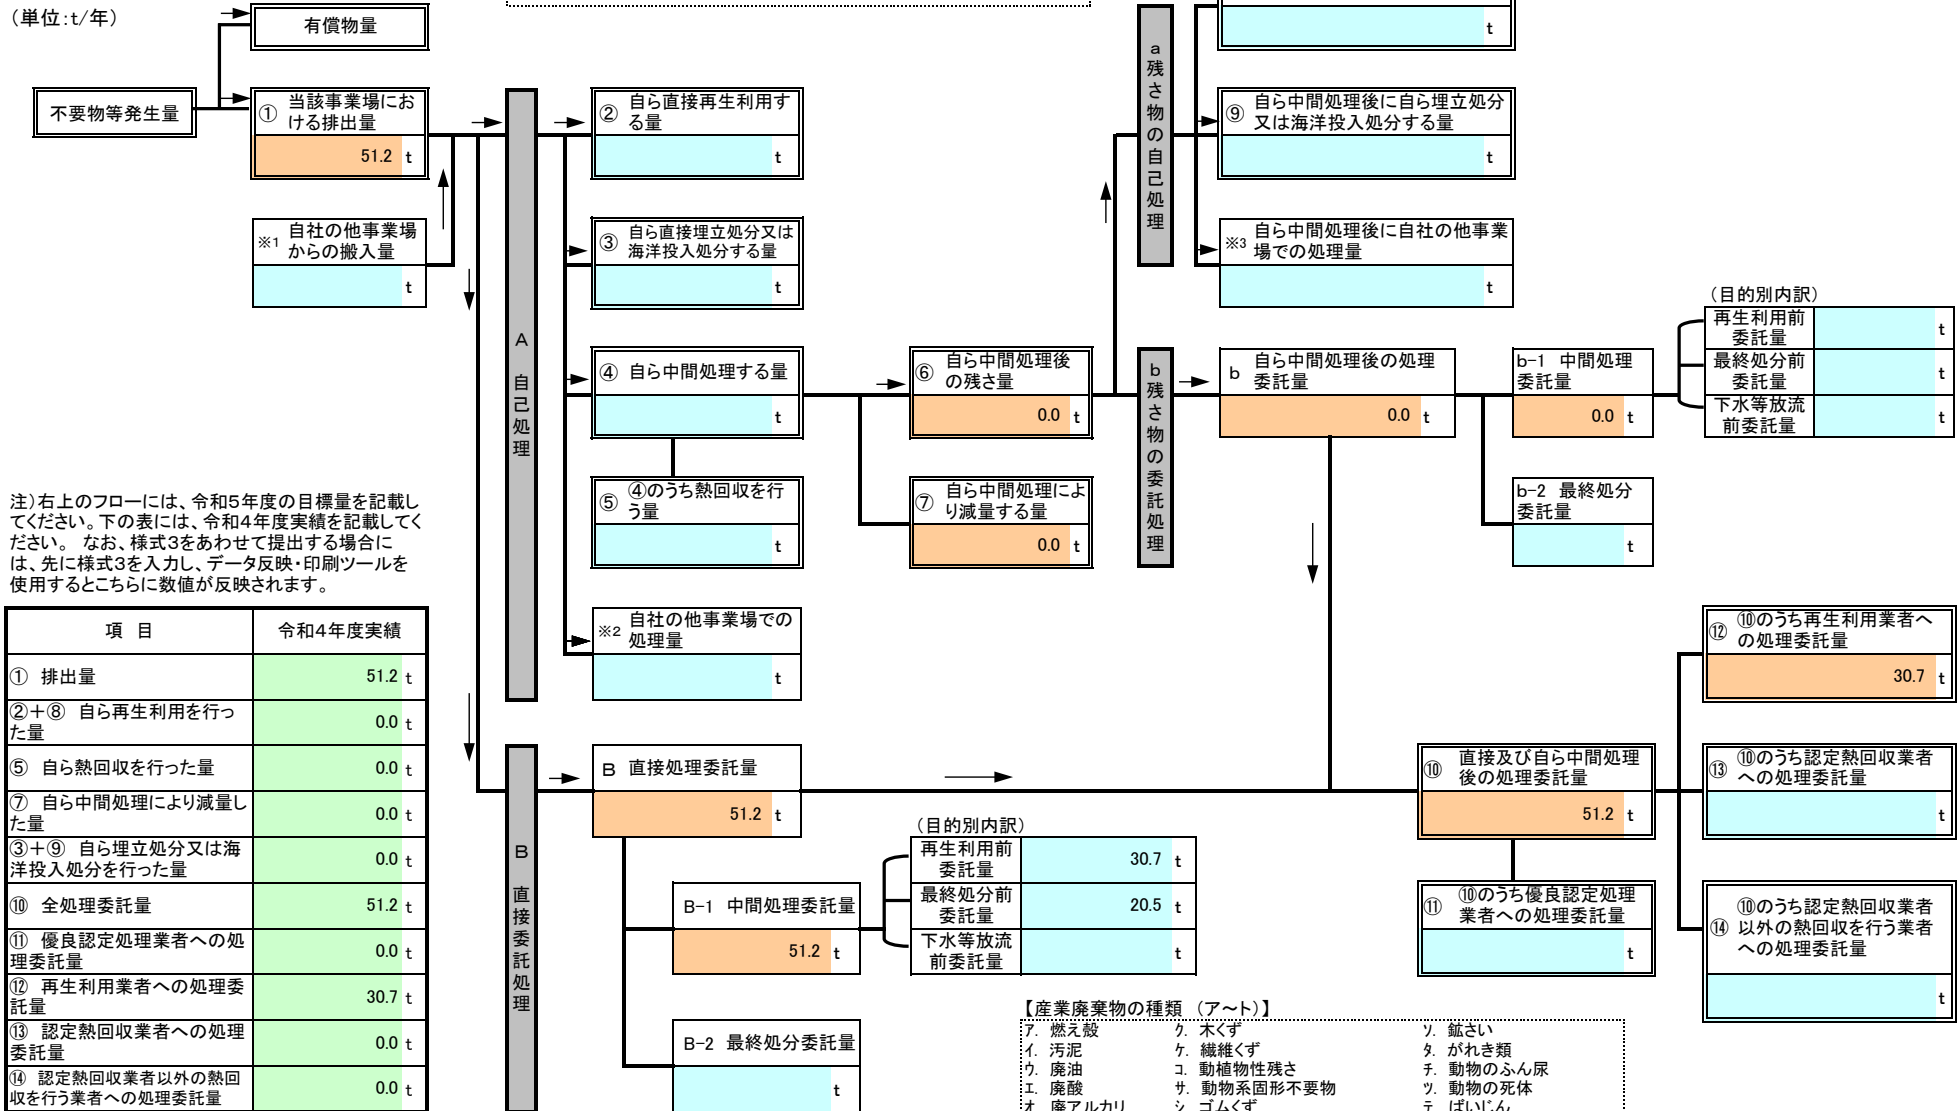 （単位:t/年）
有償物量
不要物等発生量
① 当該事業場にお
ける排出量
51.2 t
※1 自社の他事業場
からの搬入量
t
A 自己処理
② 自ら直接再生利用す
る量
t
③ 自ら直接埋立処分又は
海洋投入処分する量
t
④ 自ら中間処理する量
t
⑤ ④のうち熱回収を行
う量
t
※2 自社の他事業場での
処理量
t
⑥ 自ら中間処理後
の残さ量
0.0 t
⑦ 自ら中間処理によ
り減量する量
0.0 t
a 残さ物の自己処理
t
⑨ 自ら中間処理後に自ら埋立処分
又は海洋投入処分する量
t
※3 自ら中間処理後に自社の他事業
場での処理量
t
b 残さ物の委託処理
b 自ら中間処理後の処理
委託量
0.0 t
b-1 中間処理
委託量
0.0 t
（目的別内訳）
再生利用前
委託量
t
最終処分前
委託量
t
下水等放流
前委託量
t
b-2 最終処分
委託量
t
注）右上のフローには、令和5年度の目標量を記載し
てください。下の表には、令和4年度実績を記載してく
ださい。 なお、様式3をあわせて提出する場合に
は、先に様式3を入力し、データ反映・印刷ツールを
使用するとこちらに数値が反映されます。
項 目 令和4年度実績
① 排出量 51.2 t
②＋⑧ 自ら再生利用を行っ
た量 0.0 t
⑤ 自ら熱回収を行った量 0.0 t
⑦ 自ら中間処理により減量し
た量 0.0 t
③＋⑨ 自ら埋立処分又は海
洋投入処分を行った量 0.0 t
⑩ 全処理委託量 51.2 t
⑪ 優良認定処理業者への処
理委託量 0.0 t
⑫ 再生利用業者への処理委
託量 30.7 t
⑬ 認定熱回収業者への処理
委託量 0.0 t
⑭ 認定熱回収業者以外の熱回
収を行う業者への処理委託量 0.0 t
B 直接委託処理
B 直接処理委託量
51.2 t
B-1 中間処理委託量
51.2 t
（目的別内訳）
再生利用前
委託量
30.7 t
最終処分前
委託量
20.5 t
下水等放流
前委託量
t
B-2 最終処分委託量
t
⑩ 直接及び自ら中間処理
後の処理委託量
51.2 t
⑪ ⑩のうち優良認定処理
業者への処理委託量
t
⑫ ⑩のうち再生利用業者へ
の処理委託量
30.7 t
⑬ ⑩のうち認定熱回収業者
への処理委託量
t
⑭ ⑩のうち認定熱回収業者
以外の熱回収を行う業者
への処理委託量
t
【産業廃棄物の種類 （ア～ト）】
ア. 燃え殻 ク. 木くず ソ. 鉱さい
イ. 汚泥 ケ. 繊維くず タ. がれき類
ウ. 廃油 コ. 動植物性残さ チ. 動物のふん尿
エ. 廃酸 サ. 動物系固形不要物 ツ. 動物の死体
オ. 廃アルカリ シ. ゴムくず テ. ばいじん